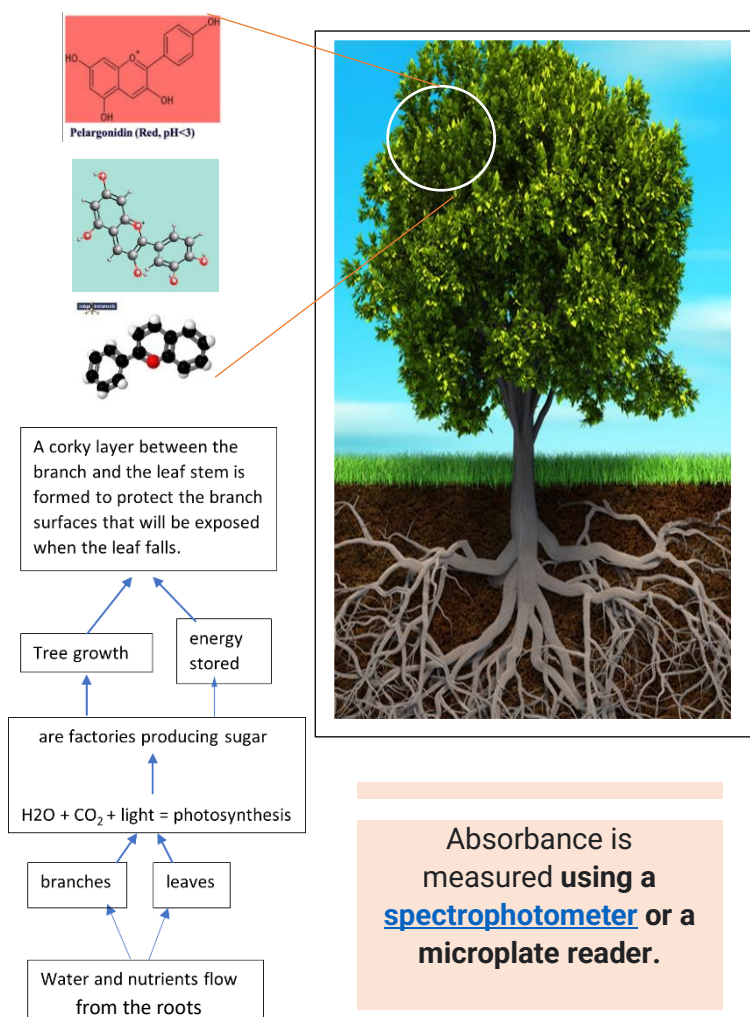 OH
HO
O+
OH
OH
Pelargonidin (Red, pH<3)
A corky layer between the
branch and the leaf stem is
formed to protect the branch
surfaces that will be exposed
when the leaf falls.
Tree growth
energy
stored
are factories producing sugar
H2O + CO₂ + light = photosynthesis
branches
leaves
Water and nutrients flow
from the roots
Absorbance is
measured using a
spectrophotometer or a
microplate reader.